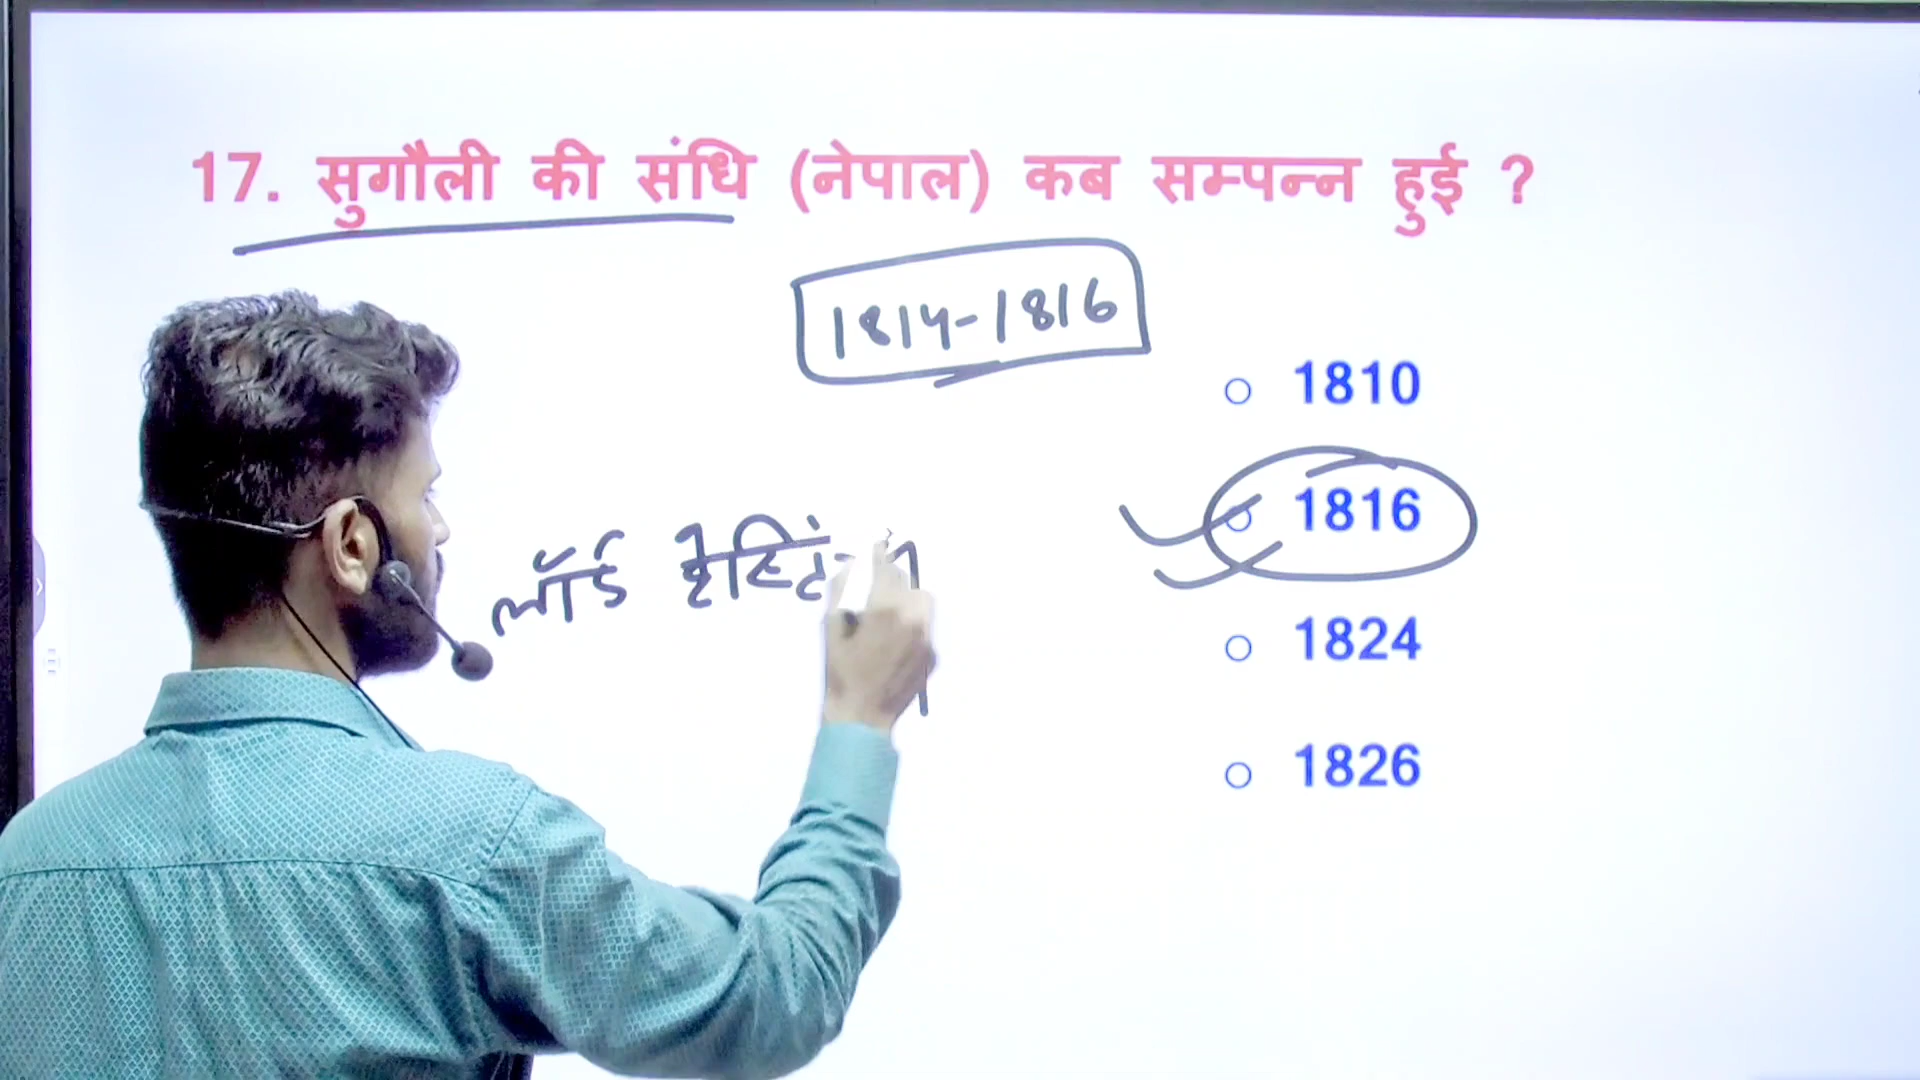 17. सुगौली की संधि (नेपाल) कब सम्पन्न हुई ?
1814-1816
1810
1816
लॉर्ड
1824
1826